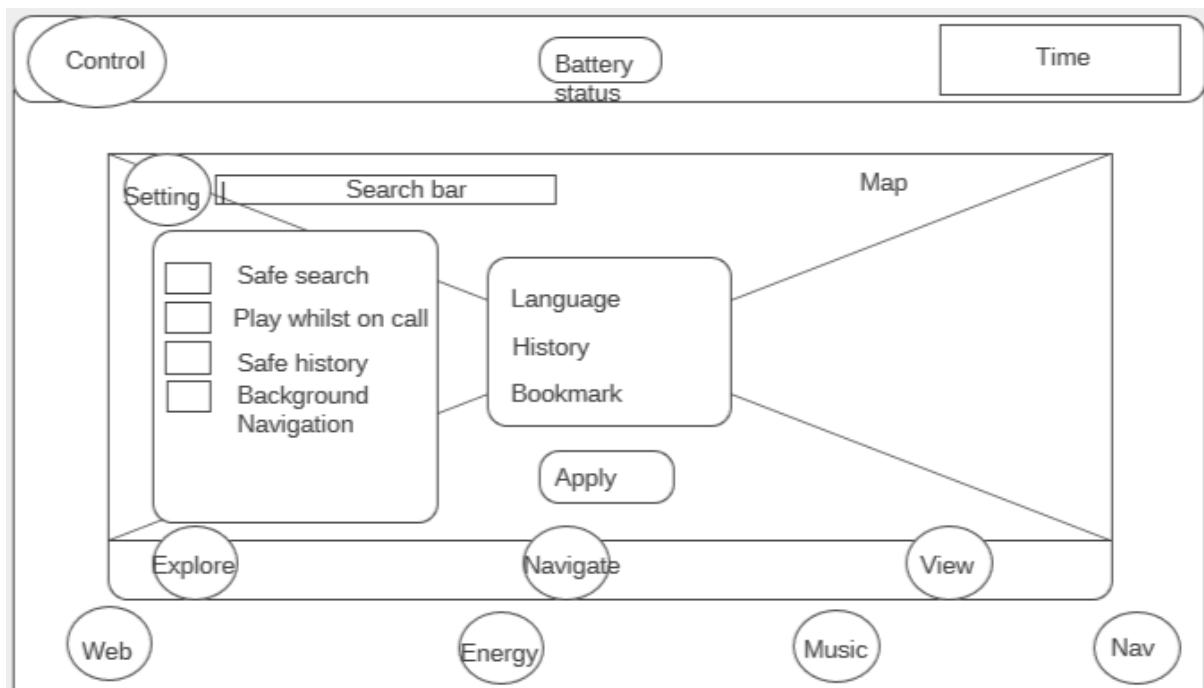 Control
Battery
status
Time
Setting
Search bar
Map
Safe search
Play whilst on call
Safe history
Background
Navigation
Language
History
Bookmark
Apply
Explore
Navigate
View
Web
Energy
Music
Nav